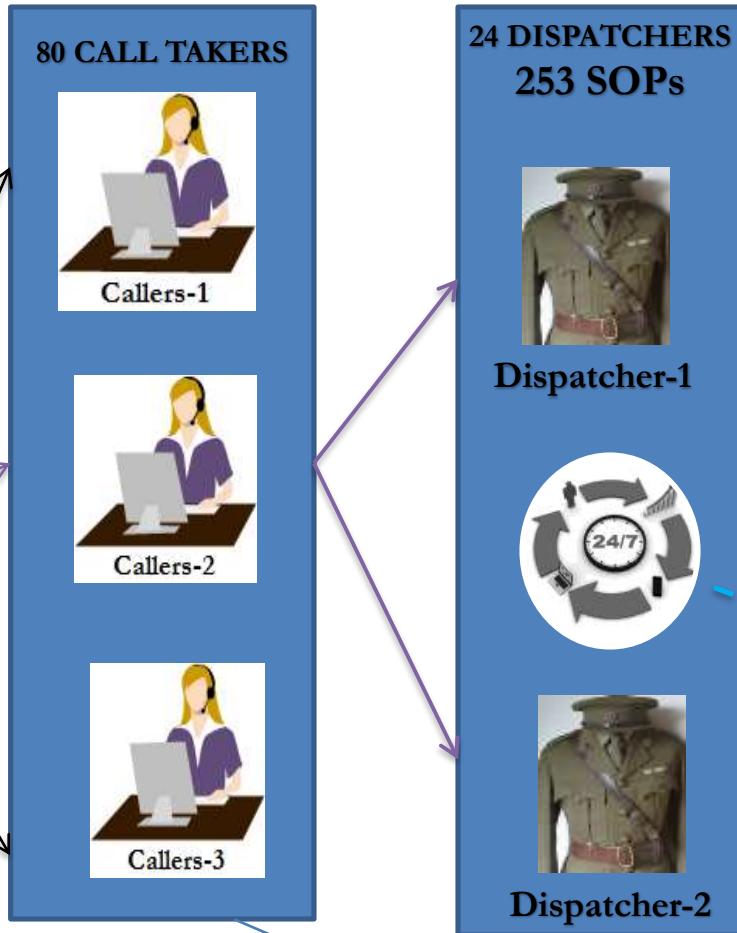 80 CALL TAKERS
Callers-1
Callers-2
Callers-3
24 DISPATCHERS
253 SOPs
Dispatcher-1
24/7
Dispatcher-2